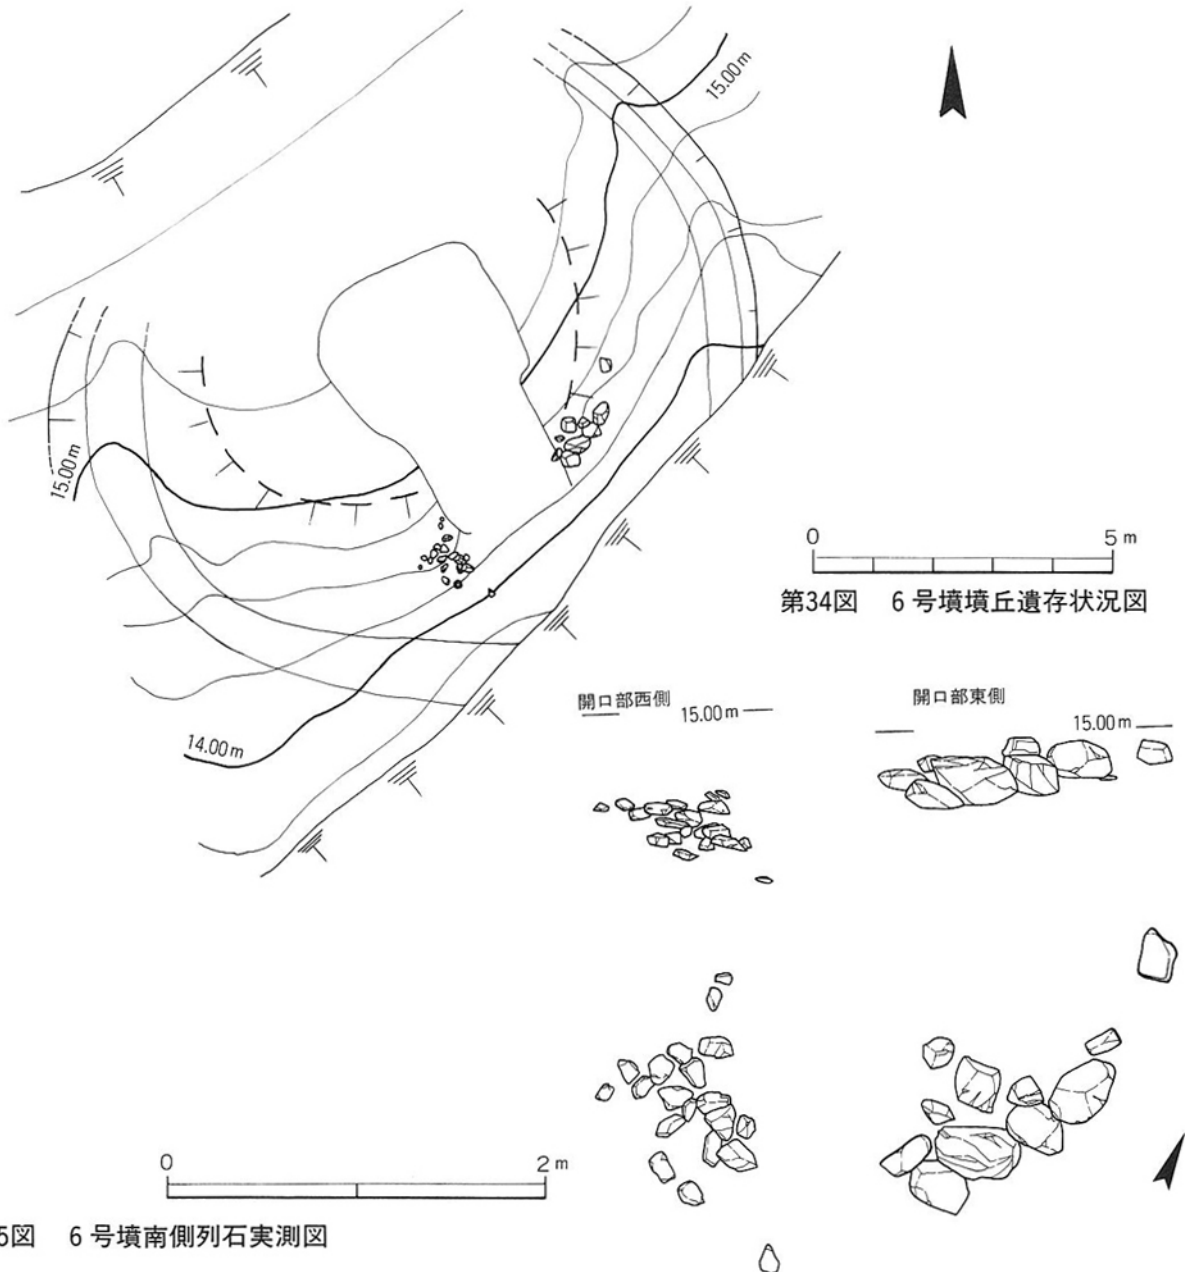 15.00m
15.00m
14.00m
0 5m
第34図 6号墳墳丘遺存状況図
開口部西側 15.00m
開口部東側 15.00m
0 2m
5図 6号墳南側列石実測図